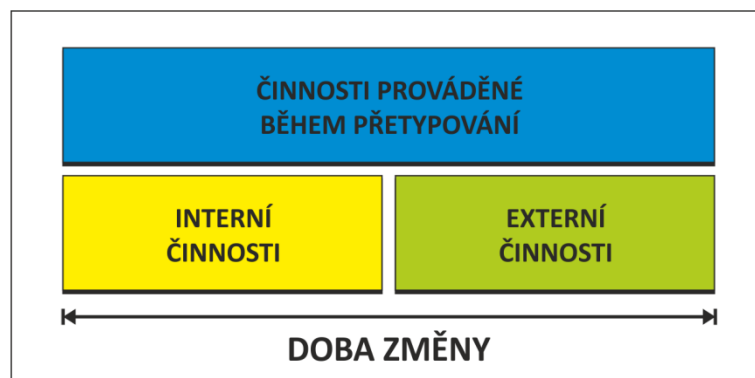 ČINNOSTI PROVÁDĚNÉ
BĚHEM PŘETYPOVÁNÍ
INTERNÍ
ČINNOSTI
EXTERNÍ
ČINNOSTI
DOBA ZMĚNY